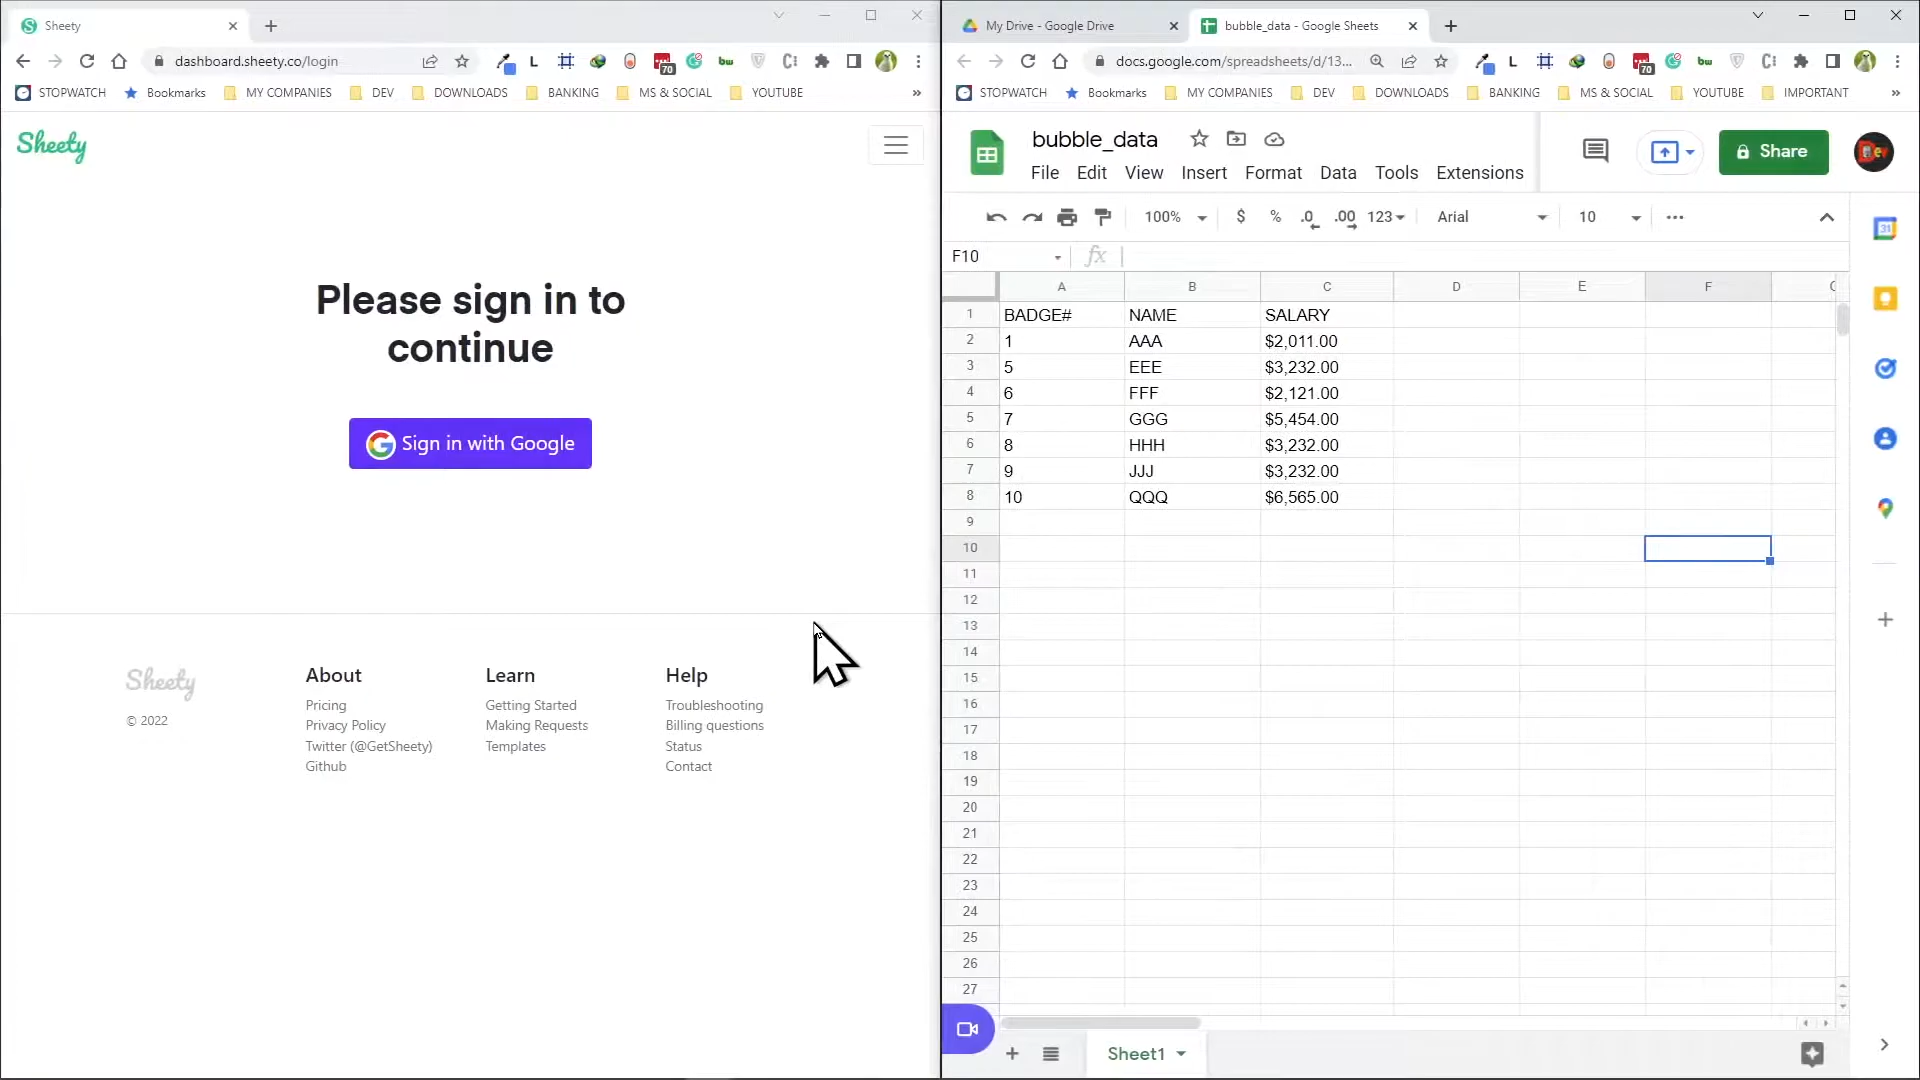 Sheety
dashboard.sheety.co/login
70
STOPWATCH
Bookmarks
MY COMPANIES
DEV
DOWNLOADS
BANKING
MS & SOCIAL
YOUTUBE
Sheety
Please sign in to
continue
Sign in with Google
Sheety
© 2022
About
Pricing
Privacy Policy
Twitter (@GetSheety)
Github
Learn
Getting Started
Making Requests
Templates
Help
Troubleshooting
Billing questions
Status
Contact
My Drive - Google Drive
bubble_data - Google Sheets
docs.google.com/spreadsheets/d/13...
70
STOPWATCH
Bookmarks
MY COMPANIES
DEV
DOWNLOADS
BANKING
MS & SOCIAL
YOUTUBE
IMPORTANT
bubble_data
File Edit View Insert Format Data Tools Extensions
Share
100% $ % .0 .00 123 Arial 10
F10 fx
A B C D E F
1 BADGE# NAME SALARY
2 1 AAA $2,011.00
3 5 EEE $3,232.00
4 6 FFF $2,121.00
5 7 GGG $5,454.00
6 8 HHH $3,232.00
7 9 JJJ $3,232.00
8 10 QQQ $6,565.00
9
10
11
12
13
14
15
16
17
18
19
20
21
22
23
24
25
26
27
Sheet1
31